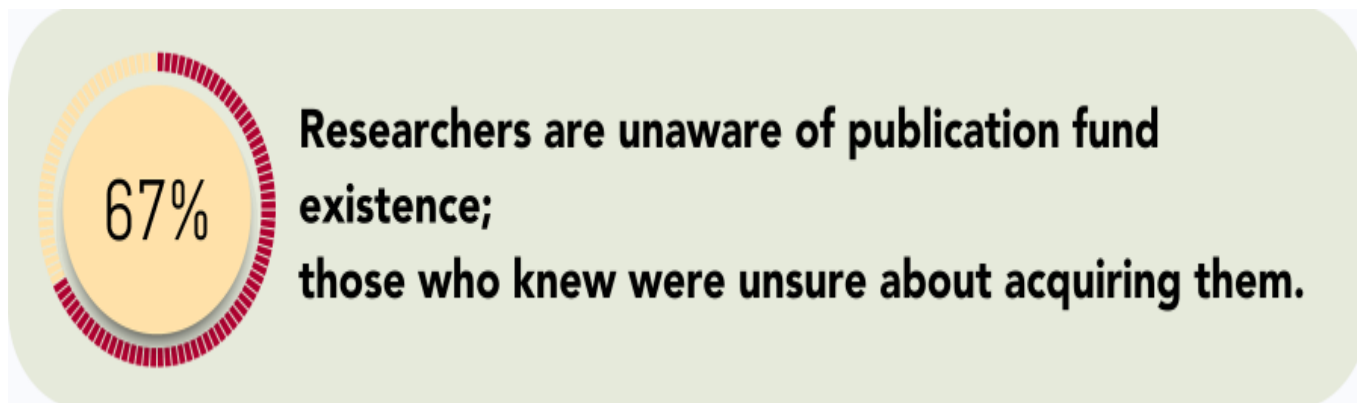 67%
Researchers are unaware of publication fund
existence;
those who knew were unsure about acquiring them.